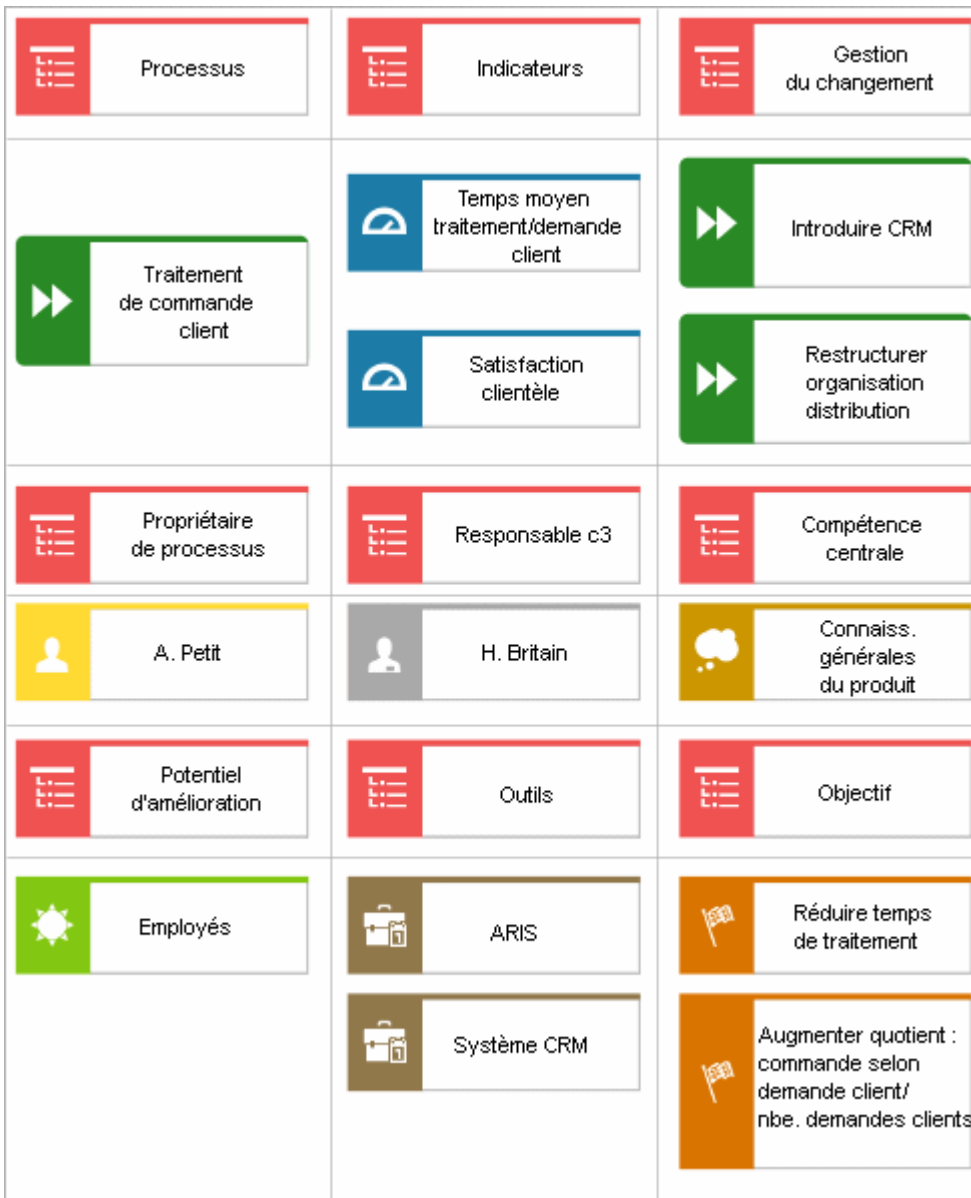 Processus
Indicateurs
Gestion
du changement
Traitement
de commande
client
Temps moyen
traitement/demande
client
Satisfaction
clientèle
Introduire CRM
Restructurer
organisation
distribution
Propriétaire
de processus
Responsable c3
Compétence
centrale
A. Petit
H. Britain
Connaiss.
générales
du produit
Potentiel
d'amélioration
Outils
Objectif
Employés
ARIS
Système CRM
Réduire temps
de traitement
Augmenter quotient :
commande selon
demande client/
nbe. demandes clients